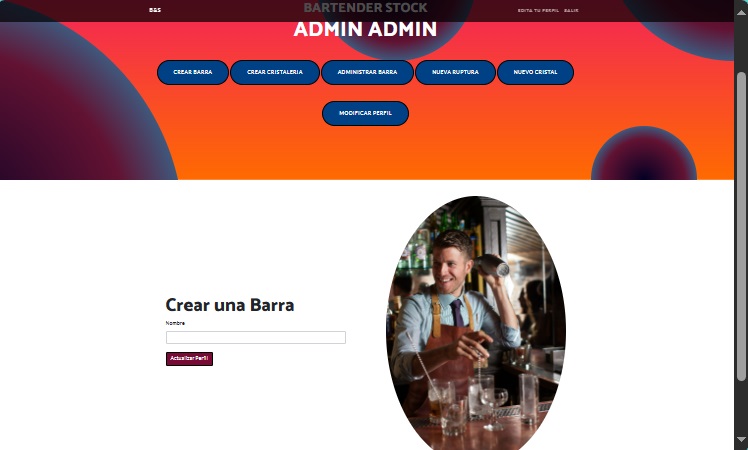 B&S
EDITA TU PERFIL SALIR
BARTENDER STOCK
ADMIN ADMIN
CREAR BARRA
CREAR CRISTALERIA
ADMINISTRAR BARRA
NUEVA RUPTURA
NUEVO CRISTAL
MODIFICAR PERFIL
Crear una Barra
Nombre
Actualizar Perfil